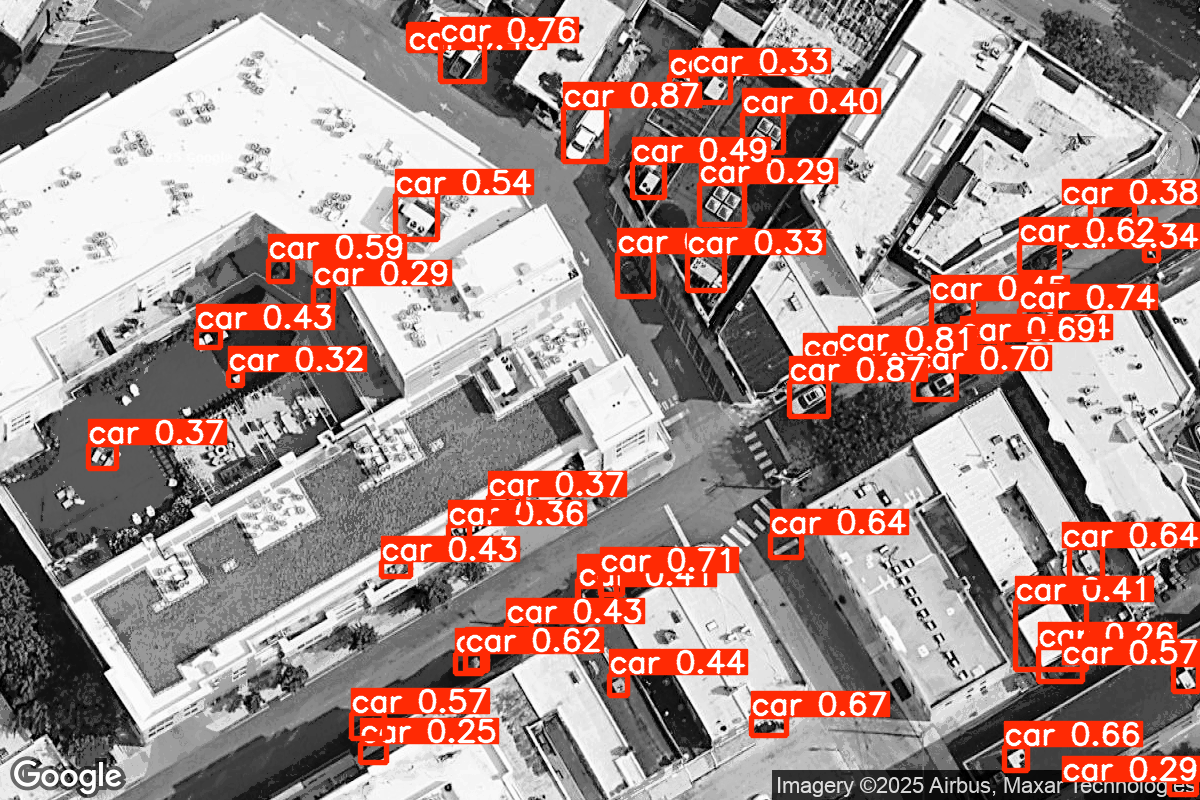 car 0.76
car 0.33
car 0.87
car 0.40
car 0.49
car 0.29
car 0.54
car 0.38
car 0.62
car 0.33
car 0.59
car 0.29
car 0.74
car 0.43
car 0.81
0.69
car 0.32
car 0.87
0.70
car 0.37
car 0.37
car 0.36
car 0.64
car 0.43
car 0.64
car 0.71
car 0.41
car 0.43
car 0.62
car 0.57
car 0.44
car 0.57
car 0.67
car 0.25
car 0.66
car 0.29
Google
Imagery ©2025 Airbus, Maxar Technologies